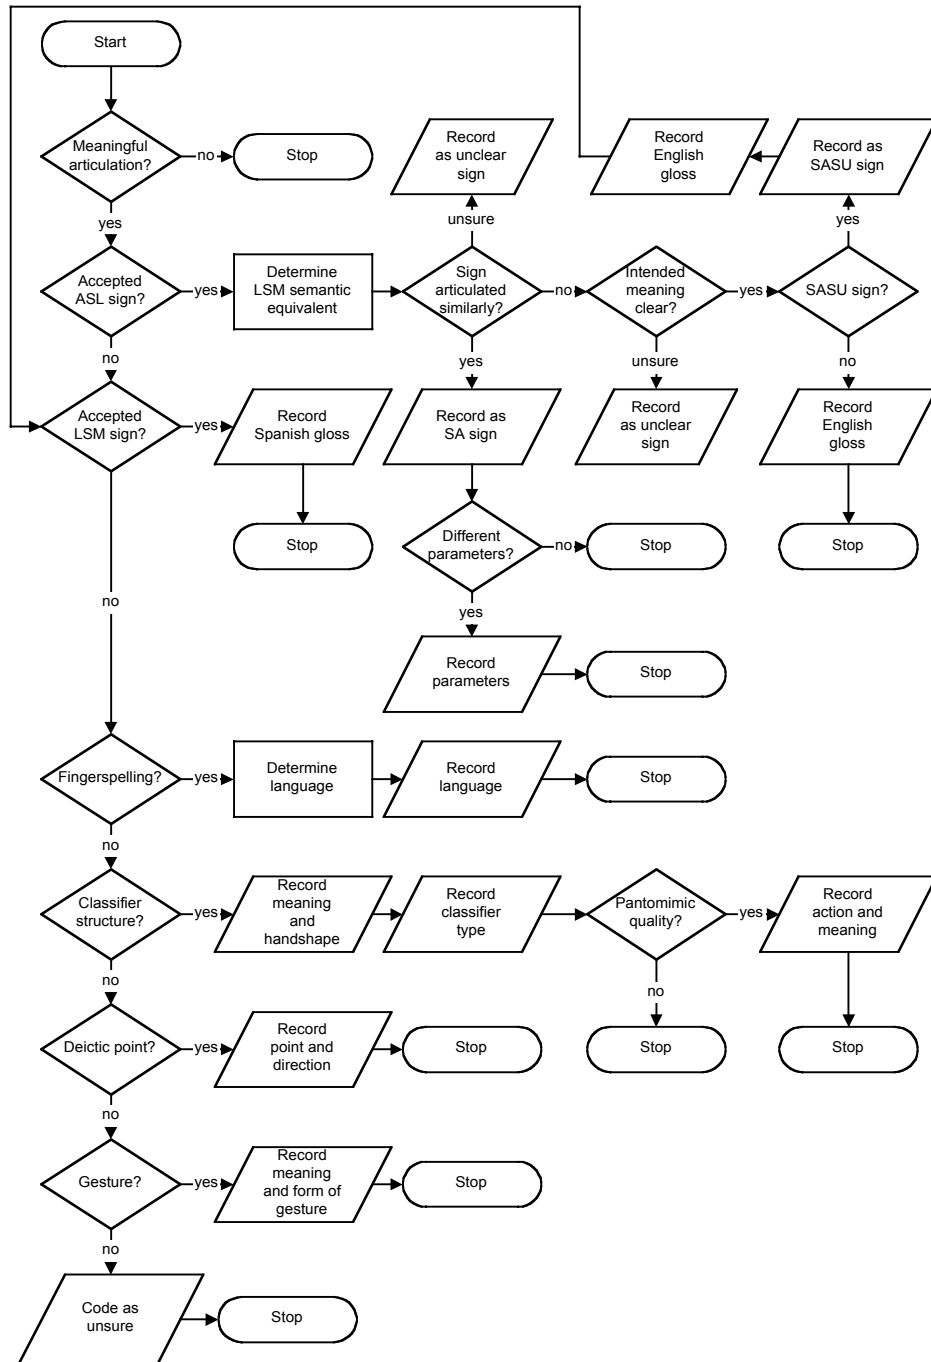 Start
Meaningful
articulation?
no
Stop
Record
as unclear
sign
Record
English
gloss
Record as
SASU sign
yes
unsure
yes
Accepted
ASL sign?
yes
Determine
LSM semantic
equivalent
Sign
articulated
similarly?
no
Intended
meaning
clear?
yes
SASU sign?
no
yes
unsure
no
Accepted
LSM sign?
yes
Record
Spanish gloss
Record as
SA sign
Record
as unclear
sign
Record
English
gloss
Stop
Different
parameters?
no
Stop
Stop
no
yes
Record
parameters
Stop
Fingerspelling?
yes
Determine
language
Record
language
Stop
no
Classifier
structure?
yes
Record
meaning
and
handshape
Record
classifier
type
Pantomimic
quality?
yes
Record
action and
meaning
no
no
Deictic point?
yes
Record
point and
direction
Stop
Stop
Stop
no
Gesture?
yes
Record
meaning
and form of
gesture
Stop
no
Code as
unsure
Stop